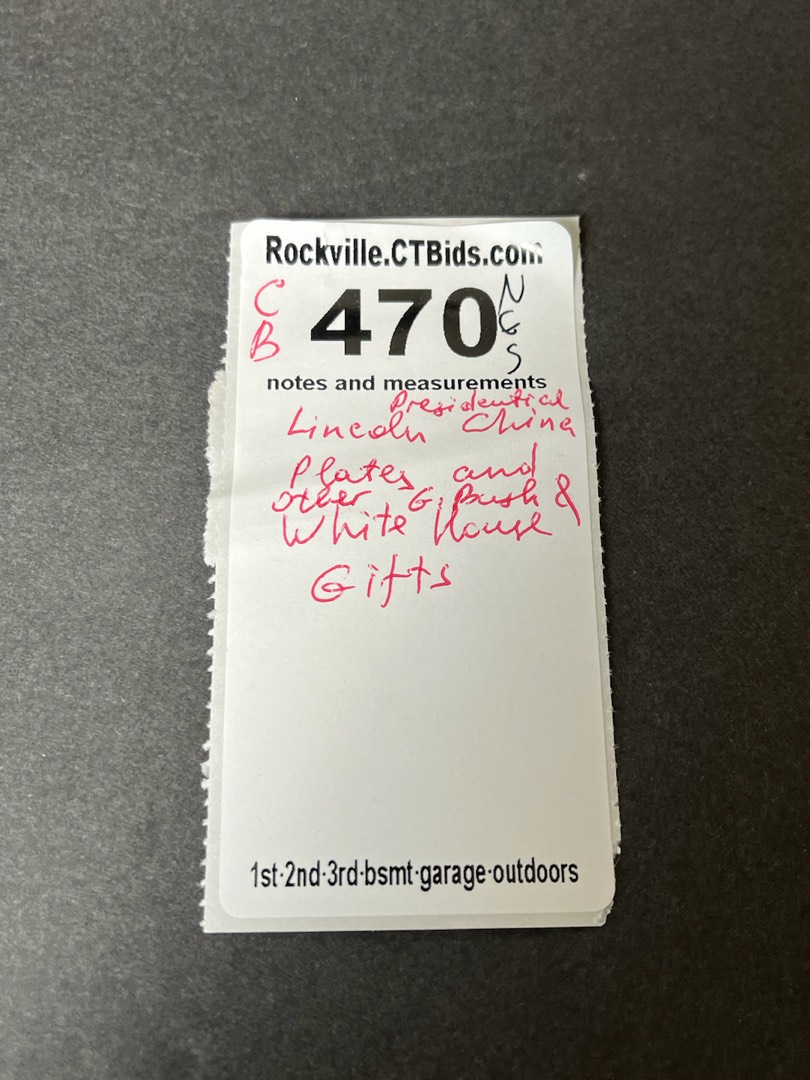 Rockville.CTBids.com
C
B
470
N
G
S
notes and measurements
Presidential
Lincoln China
Plates and
other G. Bush &
White House
Gifts
1st·2nd·3rd·bsmt·garage·outdoors